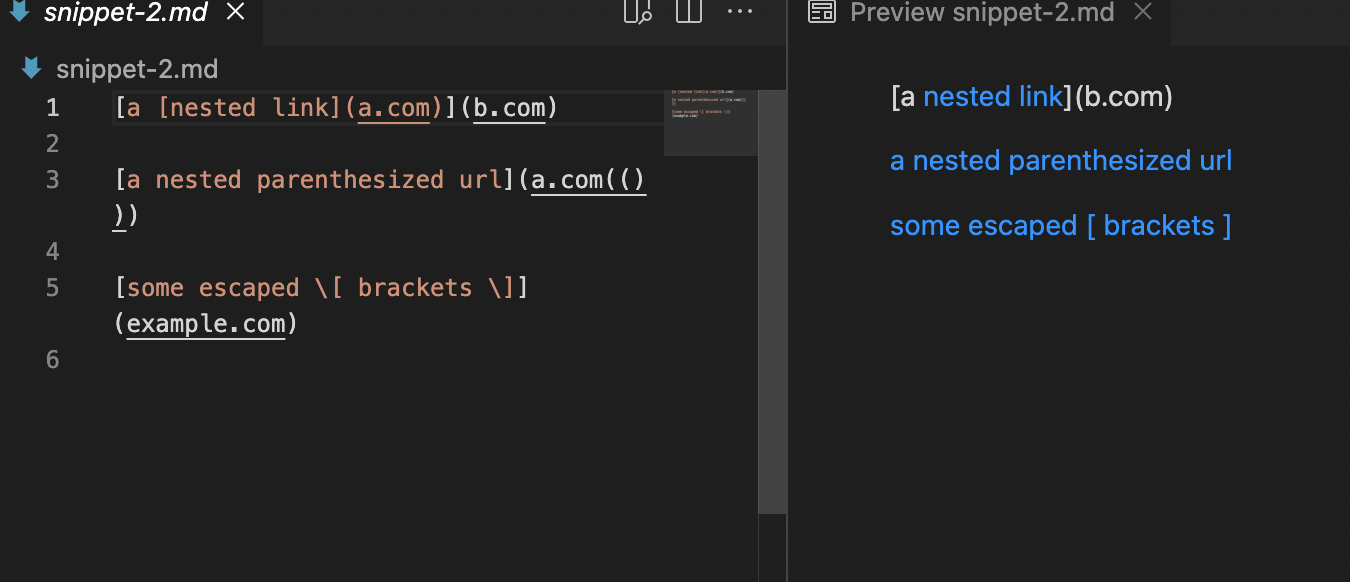 snippet-2.md
snippet-2.md
1 [a [nested link](a.com)](b.com)
2
3 [a nested parenthesized url](a.com(()
))
4
5 [some escaped \[ brackets \]]
(example.com)
6
Preview snippet-2.md
[a nested link](b.com)
a nested parenthesized url
some escaped [ brackets ]